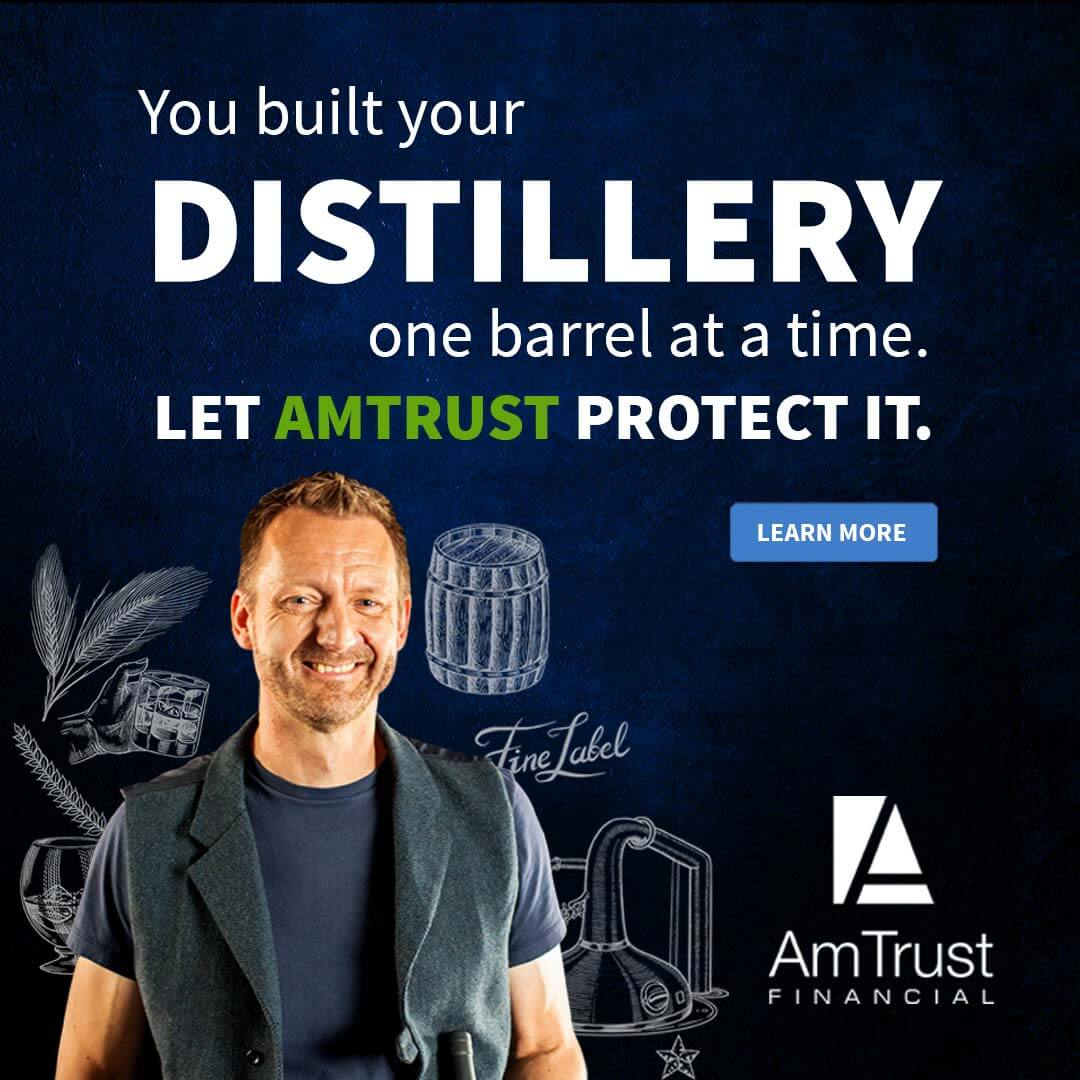 You built your
DISTILLERY
one barrel at a time.
LET AMTRUST PROTECT IT.
LEARN MORE
Fine Label
AmTrust
FINANCIAL